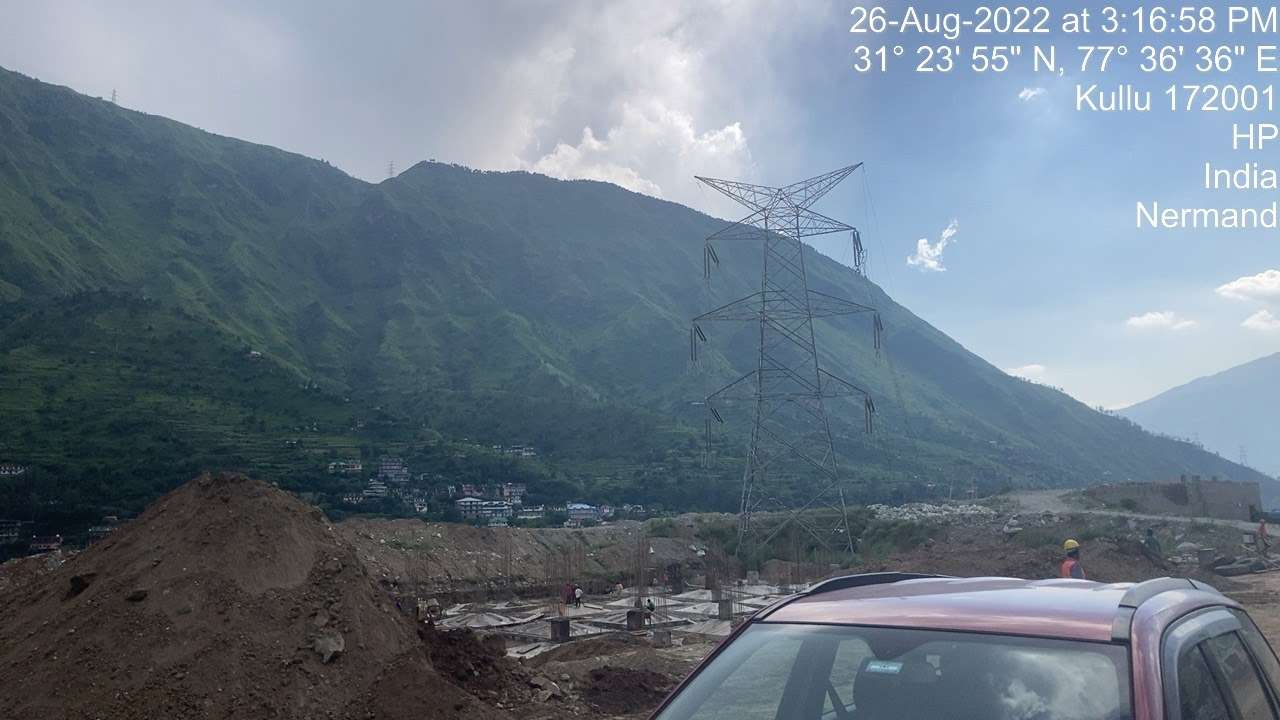 26-Aug-2022 at 3:16:58 PM
31° 23' 55" N, 77° 36' 36" E
Kullu 172001
HP
India
Nermand